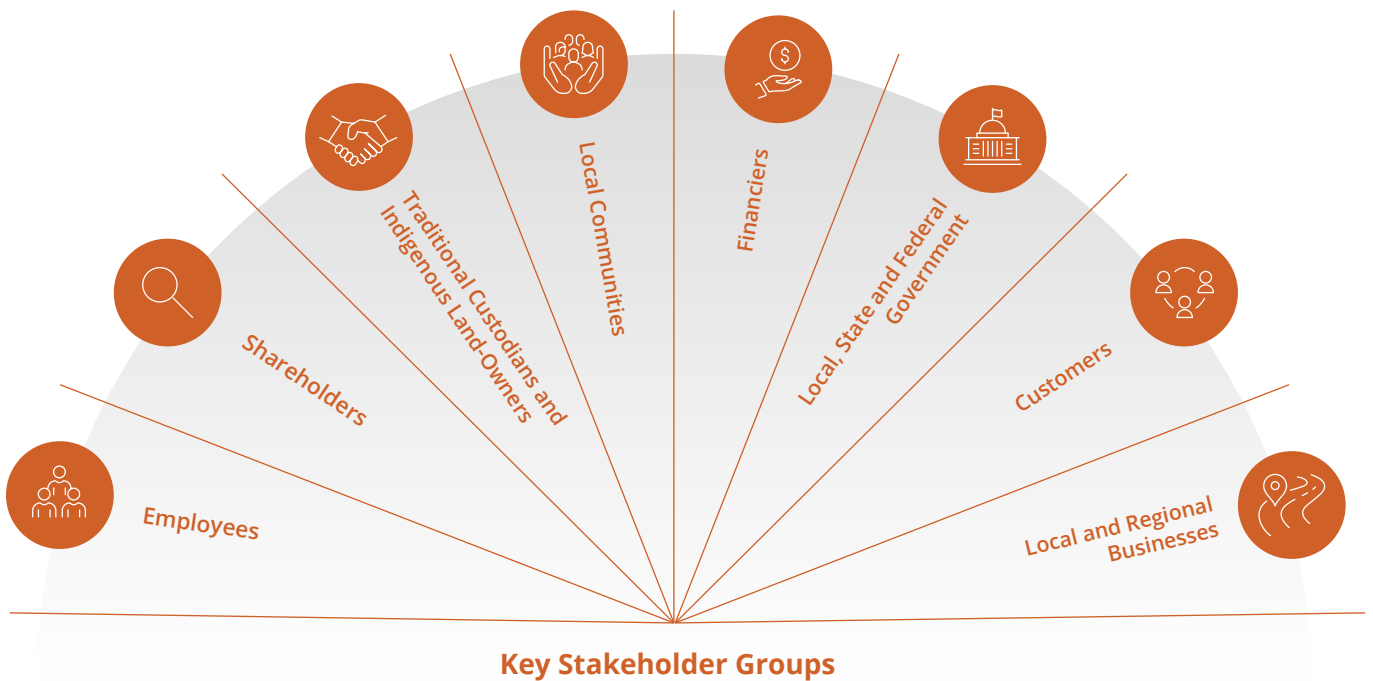 Employees
Shareholders
Traditional Custodians and
Indigenous Land-Owners
Local Communities
$
Financiers
Local, State and Federal
Government
Customers
Local and Regional
Businesses
Key Stakeholder Groups